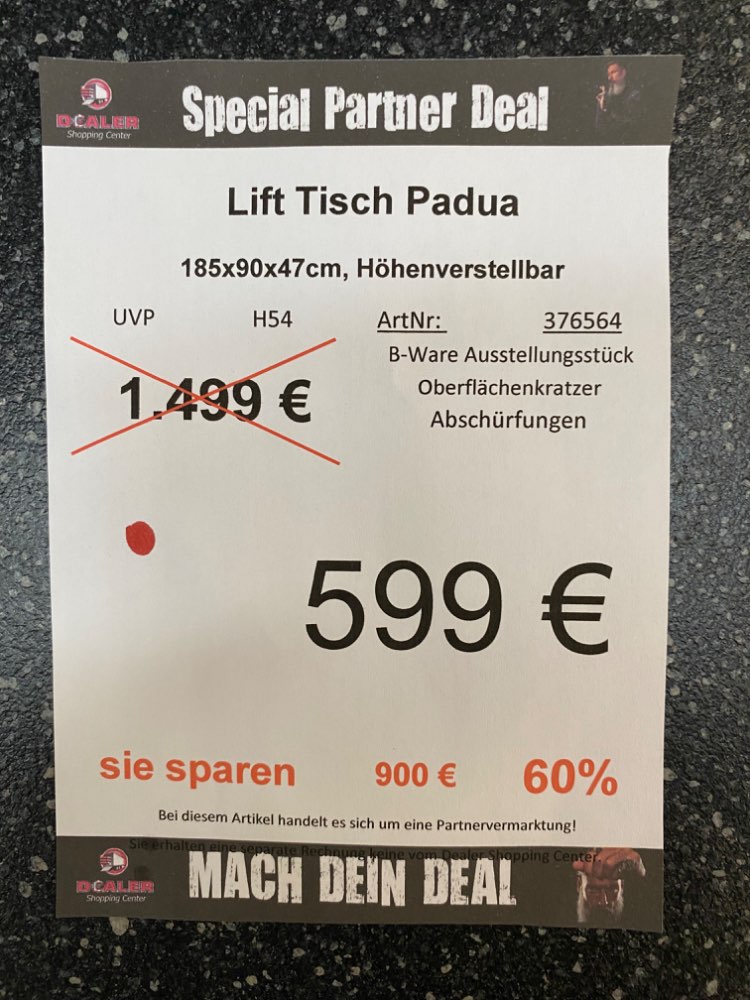 DEALER
Shopping Center
Special Partner Deal
Lift Tisch Padua
185x90x47cm, Höhenverstellbar
UVP H54 ArtNr: 376564
B-Ware Ausstellungsstück
1.499 €
Oberflächenkratzer
Abschürfungen
599 €
sie sparen 900 € 60%
Bei diesem Artikel handelt es sich um eine Partnervermarktung!
Sie erhalten eine separate Rechnung keine vom Dealer Shopping Center.
DEALER
Shopping Center
MACH DEIN DEAL